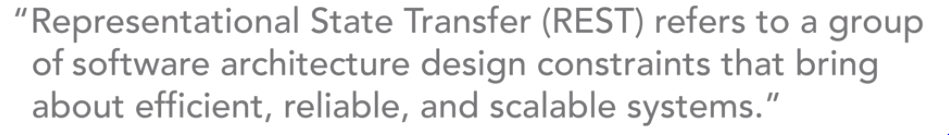 “Representational State Transfer (REST) refers to a group
of software architecture design constraints that bring
about efficient, reliable, and scalable systems.”